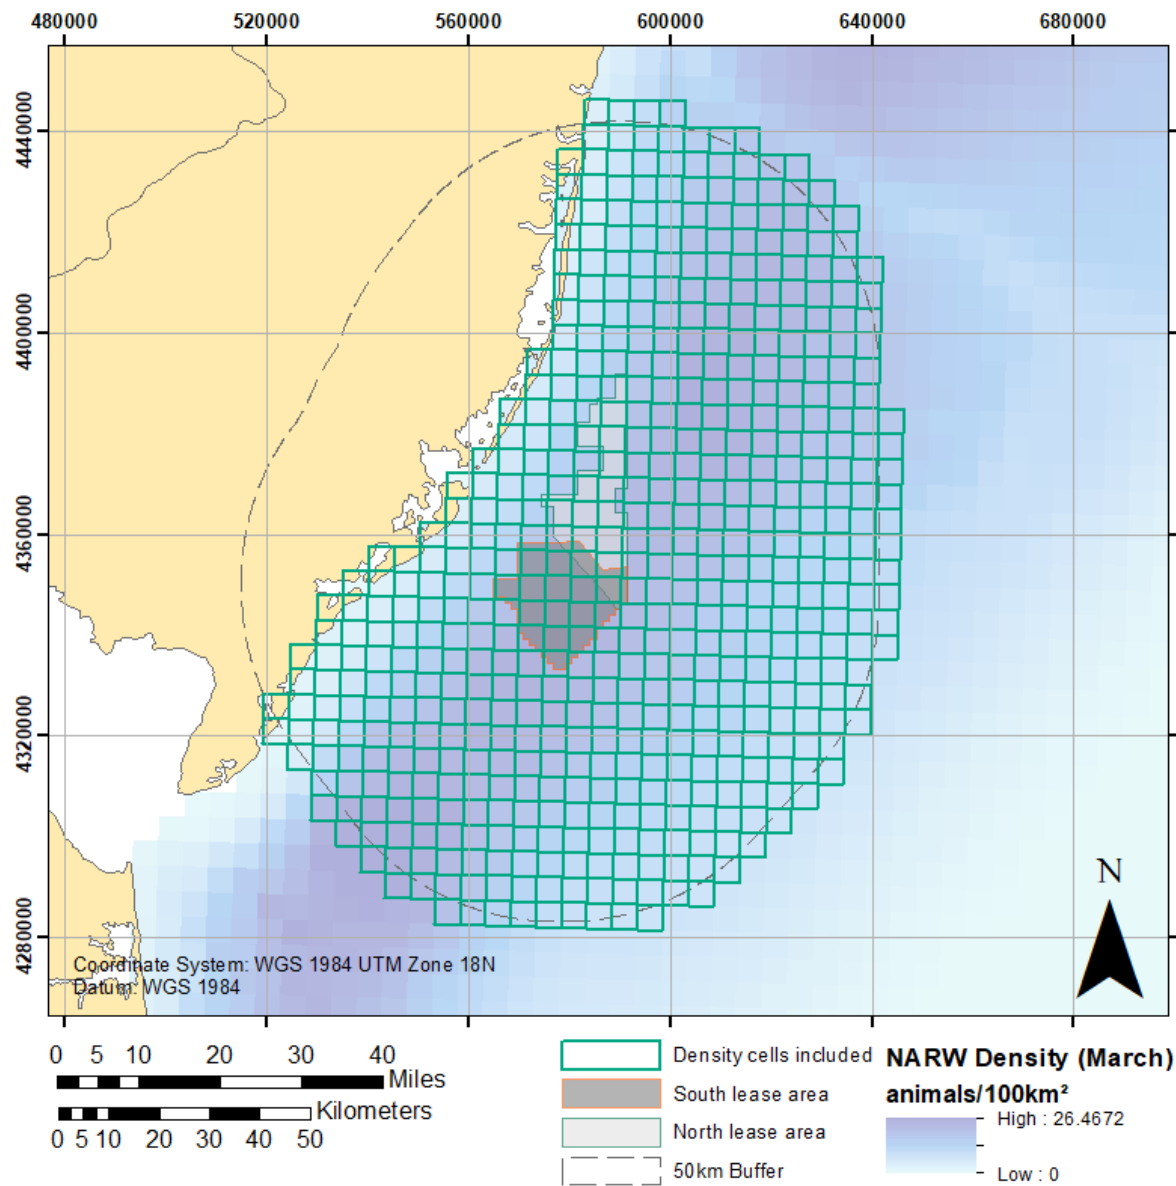 480000 520000 560000 600000 640000 680000
4440000
4400000
4360000
4320000
4280000
N
Coordinate System: WGS 1984 UTM Zone 18N
Datum: WGS 1984
0 5 10 20 30 40
Miles
Kilometers
0 5 10 20 30 40 50
Density cells included
South lease area
North lease area
50km Buffer
NARW Density (March)
animals/100km²
High : 26.4672
Low : 0